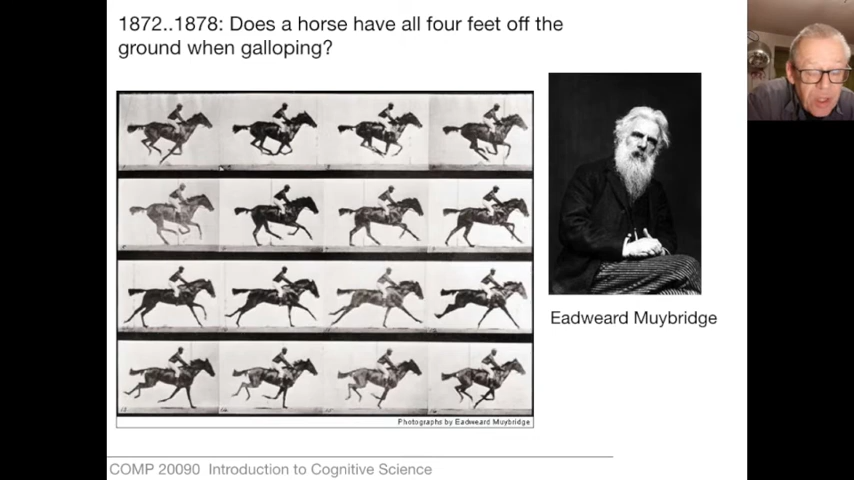 1872..1878: Does a horse have all four feet off the
ground when galloping?
Photographs by Eadweard Muybridge
Eadweard Muybridge
COMP 20090 Introduction to Cognitive Science